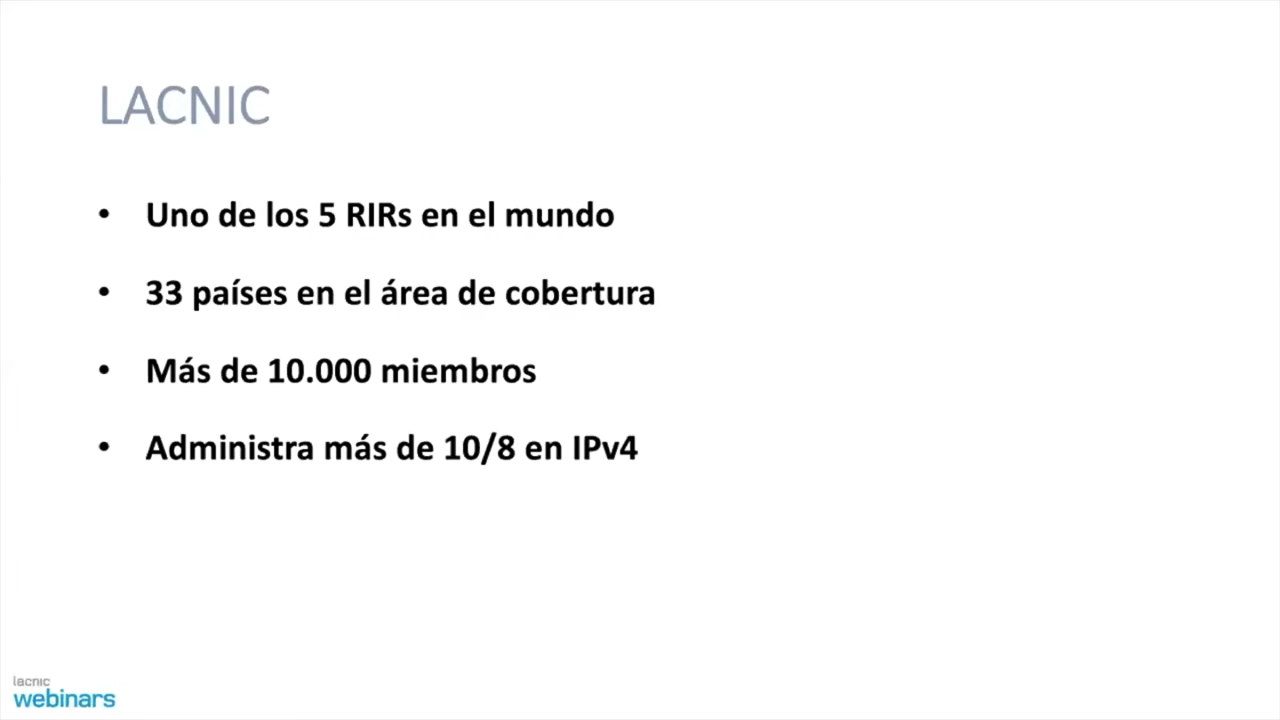 LACNIC
• Uno de los 5 RIRs en el mundo
• 33 países en el área de cobertura
• Más de 10.000 miembros
• Administra más de 10/8 en IPv4
lacnic
webinars